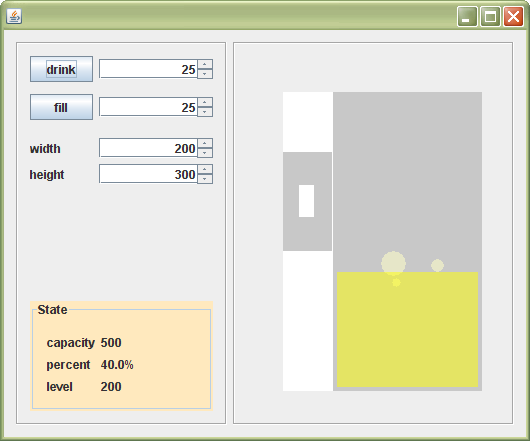 drink 25
fill 25
width 200
height 300
State
capacity 500
percent 40.0%
level 200